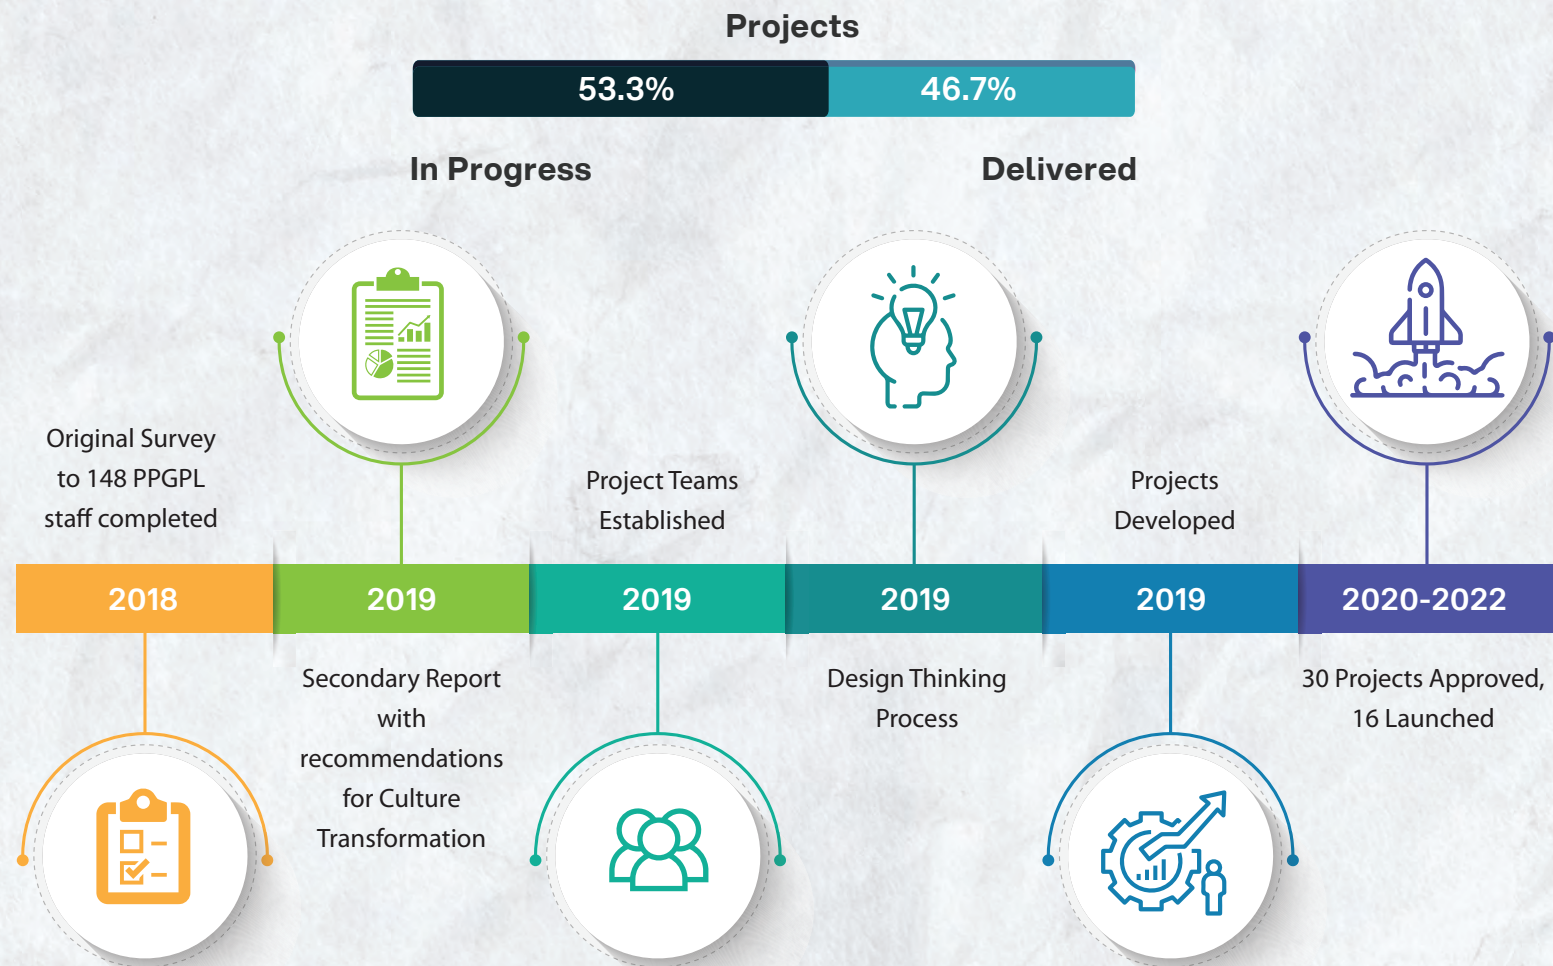 Projects
53.3%
46.7%
In Progress
Delivered
Original Survey
to 148 PPGPL
staff completed
Project Teams
Established
Projects
Developed
2018
2019
2019
2019
2019
2020-2022
Secondary Report
with
recommendations
for Culture
Transformation
Design Thinking
Process
30 Projects Approved,
16 Launched